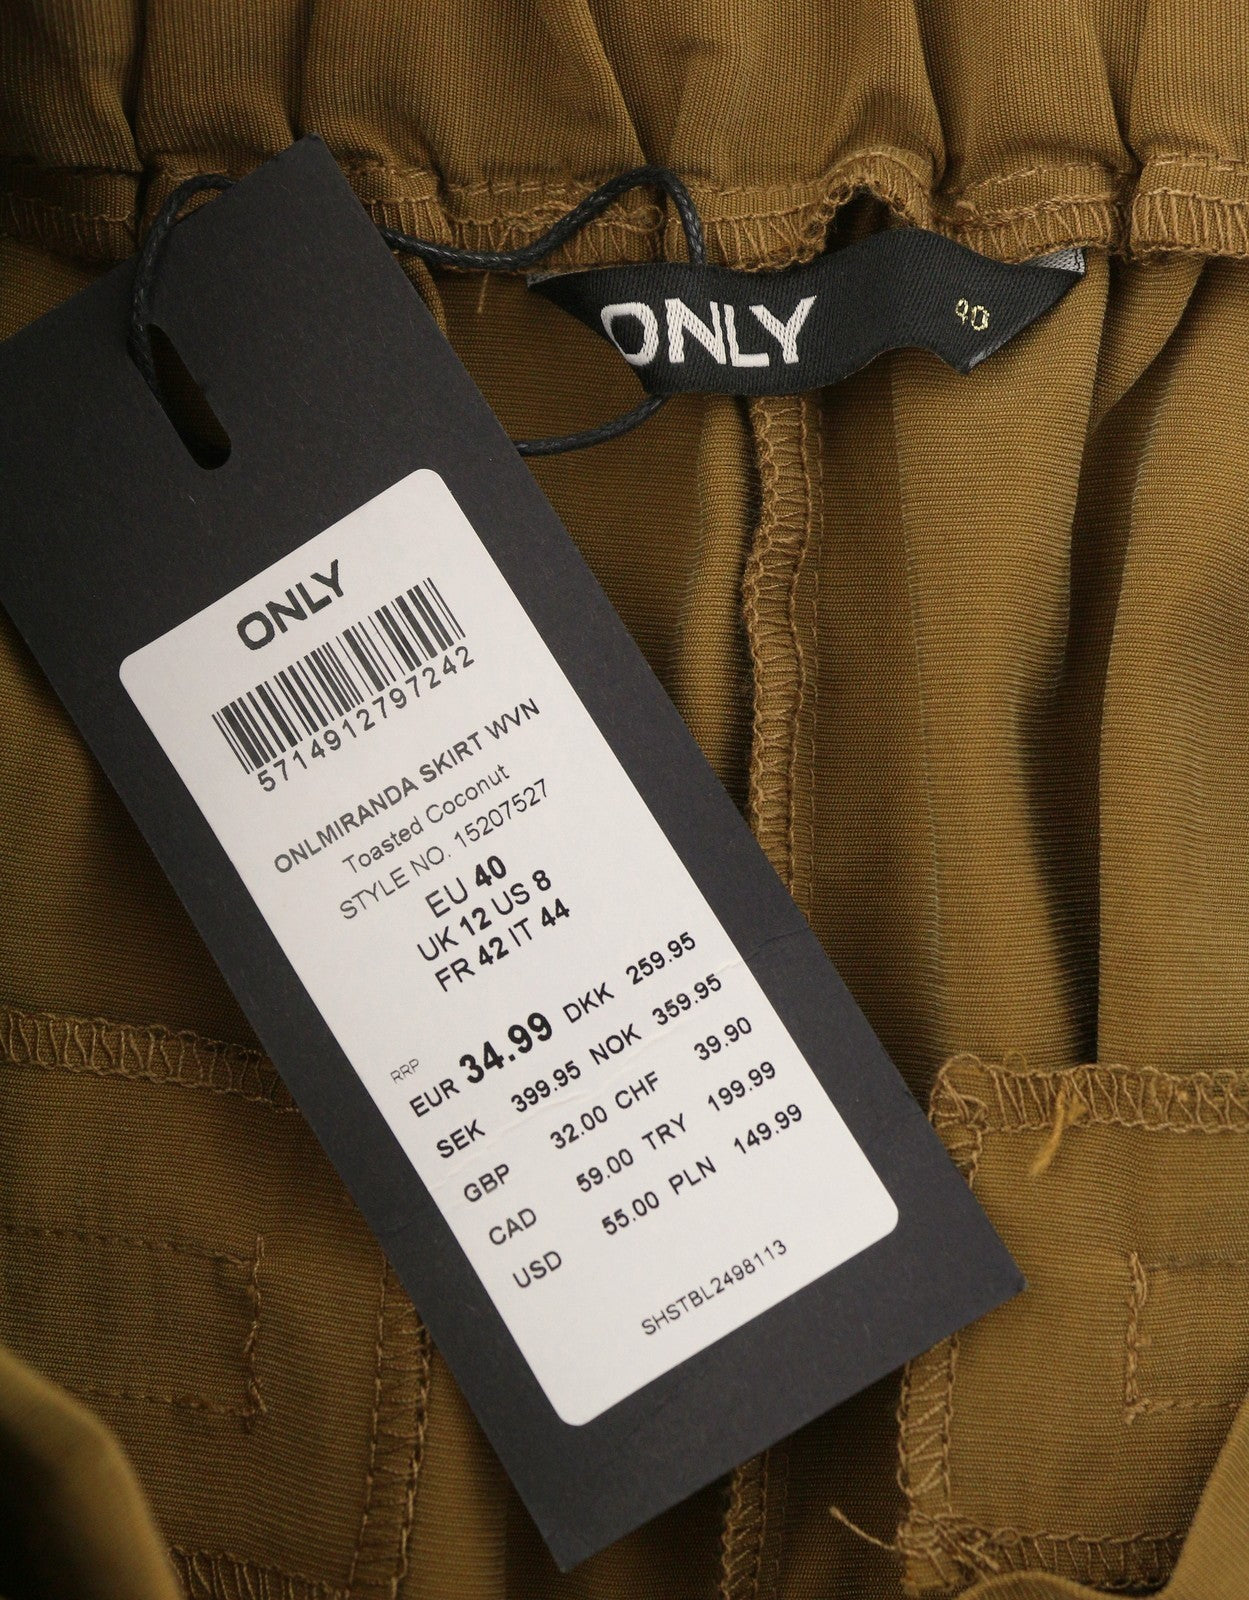 ONLY 40
ONLY
5714912797242
ONLMIRANDA SKIRT WVN
Toasted Coconut
STYLE NO. 15207527
EU 40
UK 12 US 8
FR 42 IT 44
RRP
EUR 34.99 DKK 259.95
SEK 399.95 NOK 359.95
GBP 32.00 CHF 39.90
CAD 59.00 TRY 199.99
USD 55.00 PLN 149.99
SHSTBL2498113